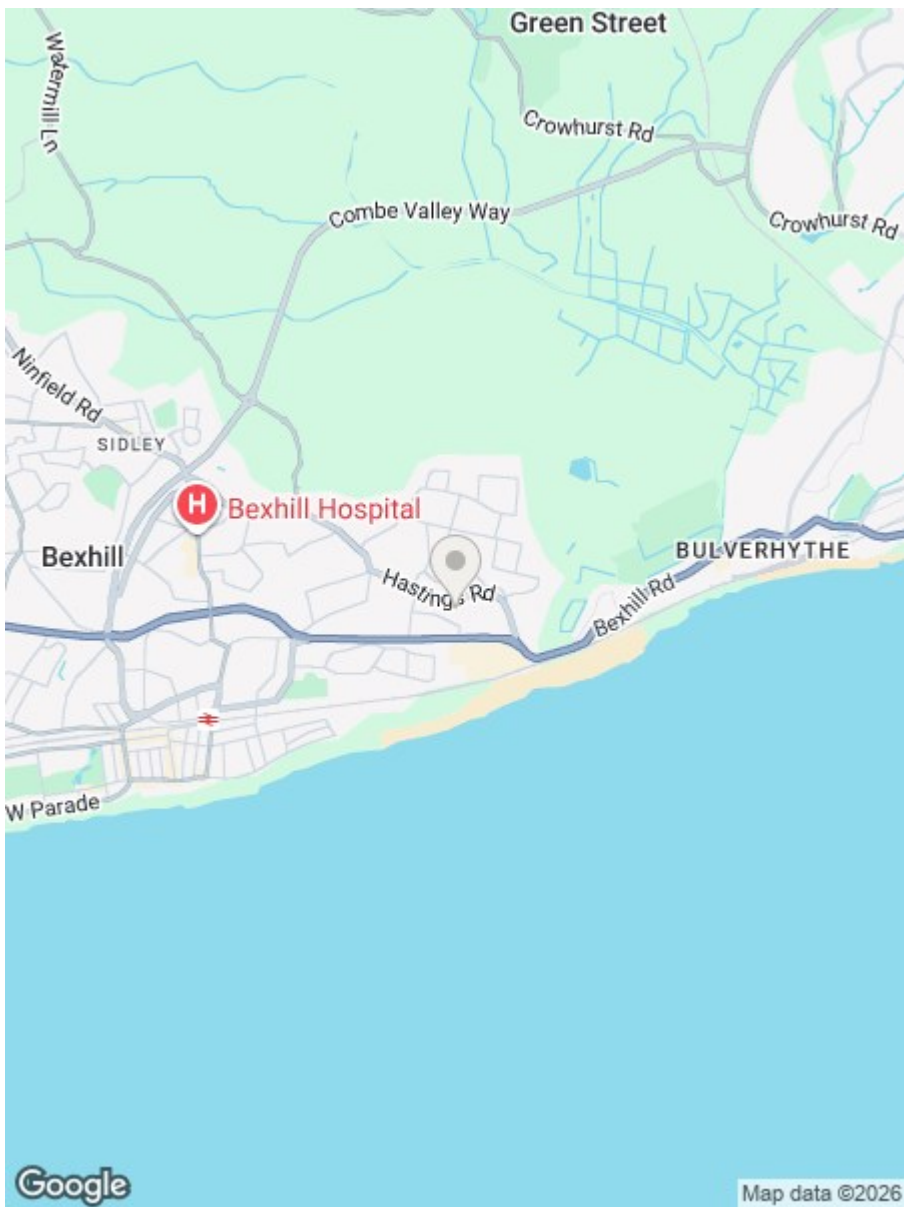 Green Street
Watermill Ln
Crowhurst Rd
Combe Valley Way
Crowhurst Rd
Ninfield Rd
SIDLEY
H
Bexhill Hospital
Bexhill
BULVERHYTHE
Hastings Rd
Bexhill Rd
W Parade
Google
Map data ©2026